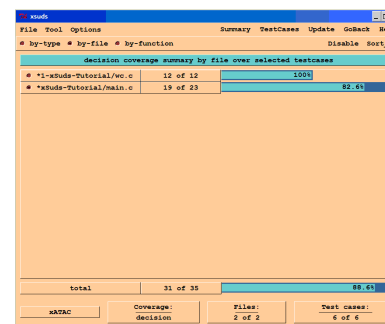 xsuds
File Tool Options Summary TestCases Update GoBack
by-type by-file by-function Disable Sort
decision coverage summary by file over selected testcases
*1-xSuds-Tutorial/wc.c 12 of 12 100%
*xSuds-Tutorial/main.c 19 of 23 82.6%
total 31 of 35 88.6%
xATAC Coverage: Files: Test cases:
decision 2 of 2 6 of 6